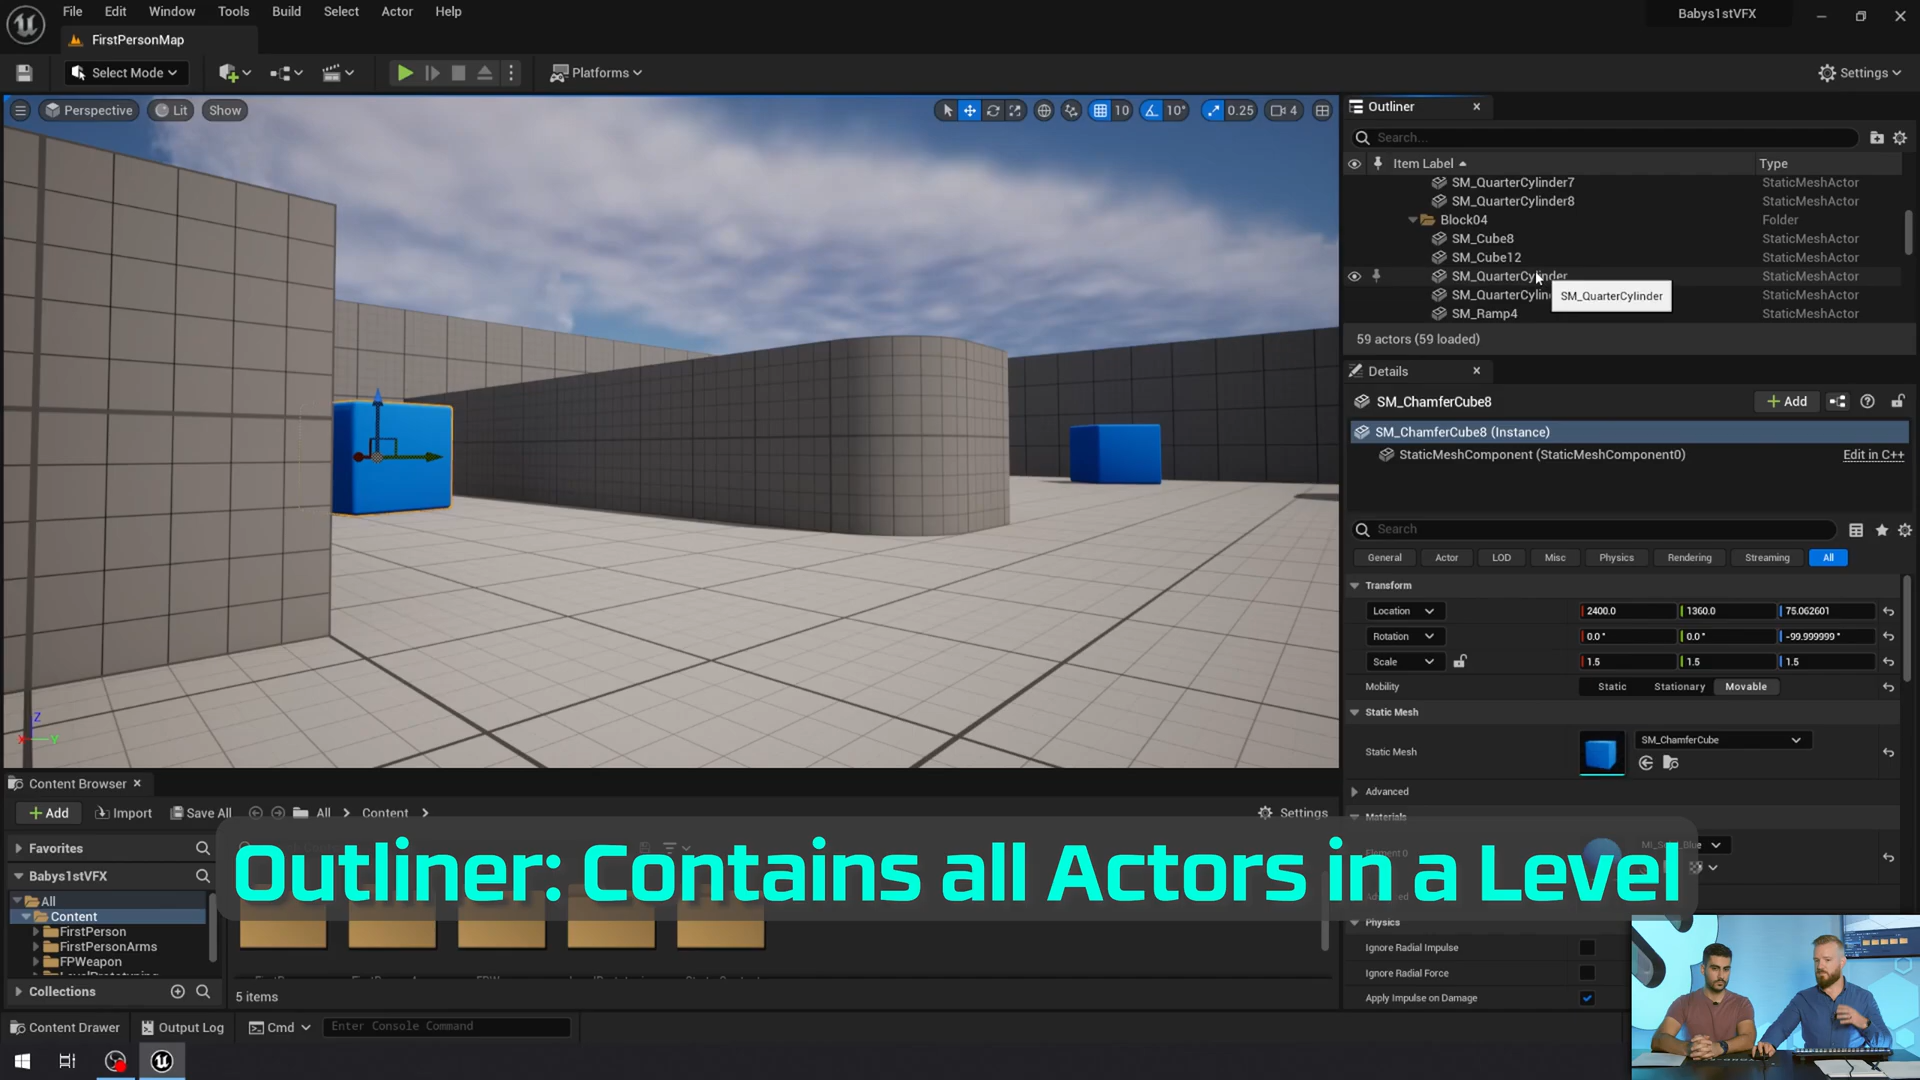 File Edit Window Tools Build Select Actor Help
Babys1stVFX
FirstPersonMap
Select Mode
Platforms
Settings
Perspective Lit Show
10 10° 0.25 4
Outliner
Search...
Item Label Type
SM_QuarterCylinder7 StaticMeshActor
SM_QuarterCylinder8 StaticMeshActor
Block04 Folder
SM_Cube8 StaticMeshActor
SM_Cube12 StaticMeshActor
SM_QuarterCylinder StaticMeshActor
SM_QuarterCylin StaticMeshActor
SM_QuarterCylinder
SM_Ramp4 StaticMeshActor
59 actors (59 loaded)
Details
SM_ChamferCube8
Add
SM_ChamferCube8 (Instance)
StaticMeshComponent (StaticMeshComponent0) Edit in C++
Search
General Actor LOD Misc Physics Rendering Streaming All
Transform
Location 2400.0 1360.0 75.062601
Rotation 0.0° 0.0° -99.999999°
Scale 1.5 1.5 1.5
Mobility Static Stationary Movable
Static Mesh
Static Mesh SM_ChamferCube
Advanced
Materials
Element 0
Physics
Ignore Radial Impulse
Ignore Radial Force
Apply Impulse on Damage
Z
X Y
Content Browser
Add Import Save All All Content Settings
Favorites
Babys1stVFX
All
Content
FirstPerson
FirstPersonArms
FPWeapon
Collections
5 items
Outliner: Contains all Actors in a Level
Content Drawer Output Log Cmd Enter Console Command